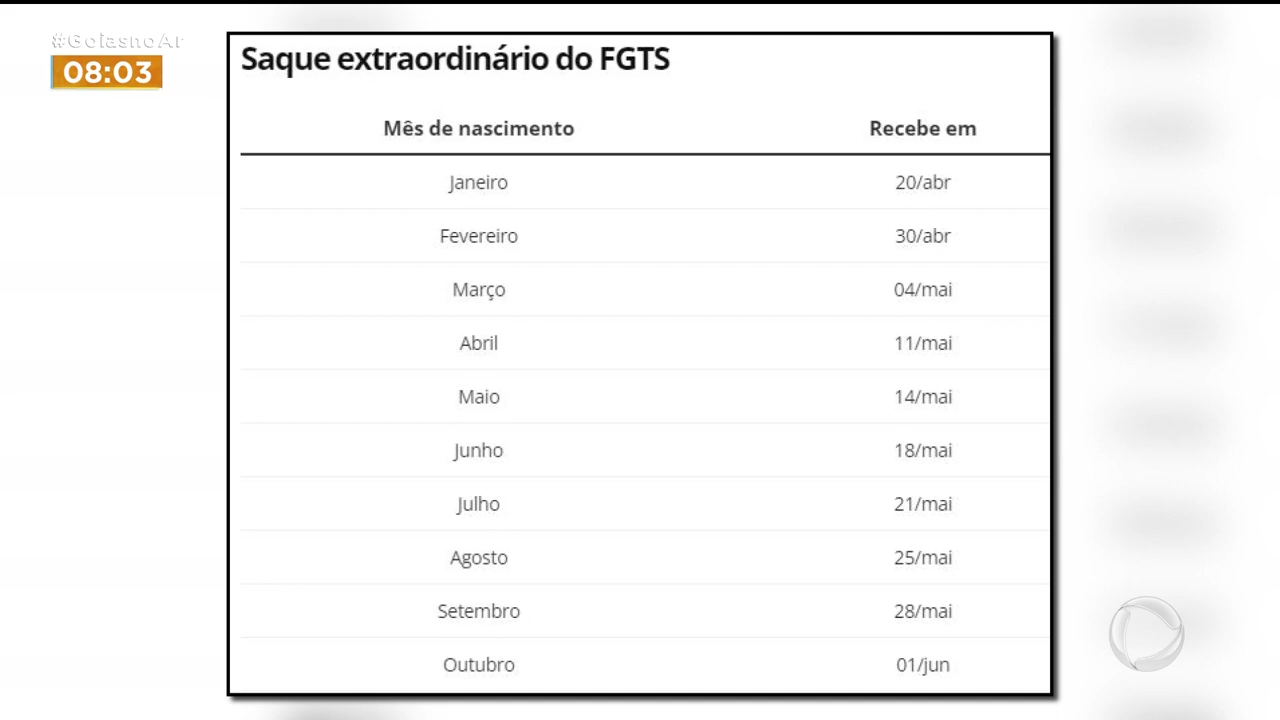 #GoiasnoAr
08:03
Saque extraordinário do FGTS
Mês de nascimento Recebe em
Janeiro 20/abr
Fevereiro 30/abr
Março 04/mai
Abril 11/mai
Maio 14/mai
Junho 18/mai
Julho 21/mai
Agosto 25/mai
Setembro 28/mai
Outubro 01/jun